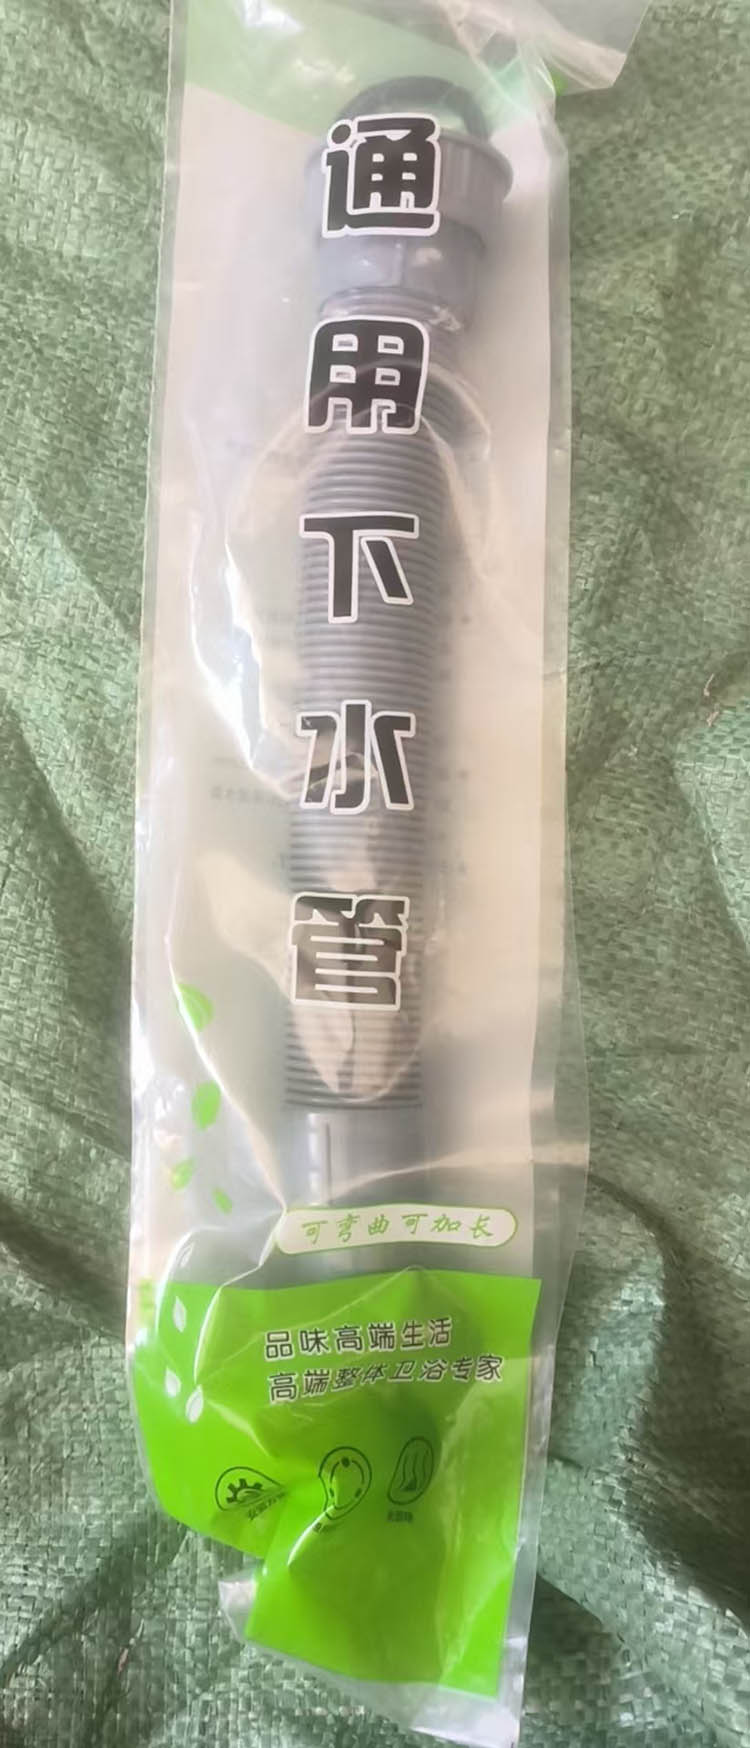 通用下水管
可弯曲可加长
品味高端生活
高端整体卫浴专家